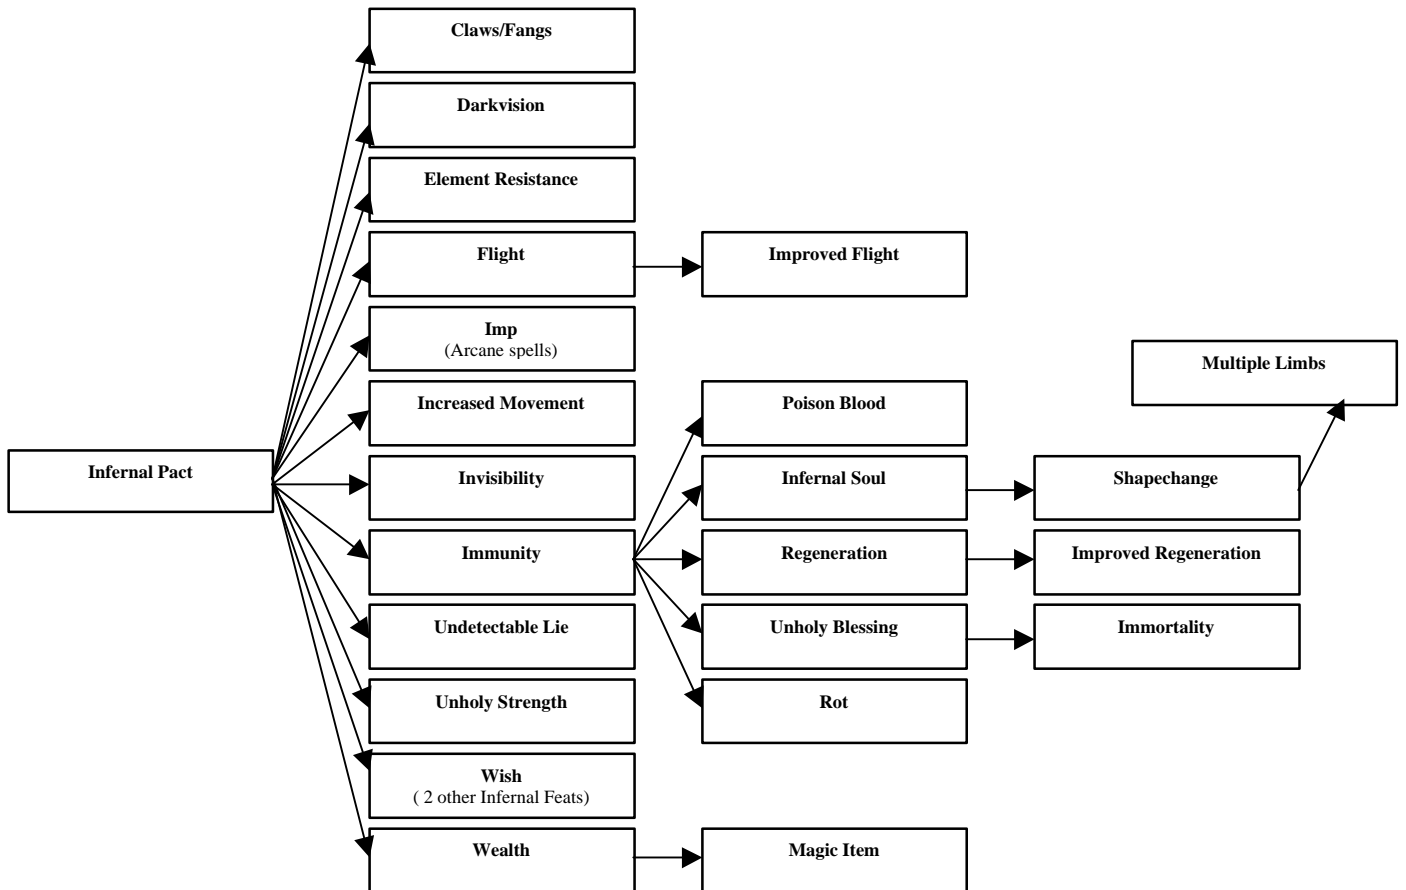 Claws/Fangs
Darkvision
Element Resistance
Flight
Improved Flight
Imp
(Arcane spells)
Multiple Limbs
Increased Movement
Poison Blood
Infernal Pact
Invisibility
Infernal Soul
Shapechange
Immunity
Regeneration
Improved Regeneration
Undetectable Lie
Unholy Blessing
Immortality
Unholy Strength
Rot
Wish
( 2 other Infernal Feats)
Wealth
Magic Item